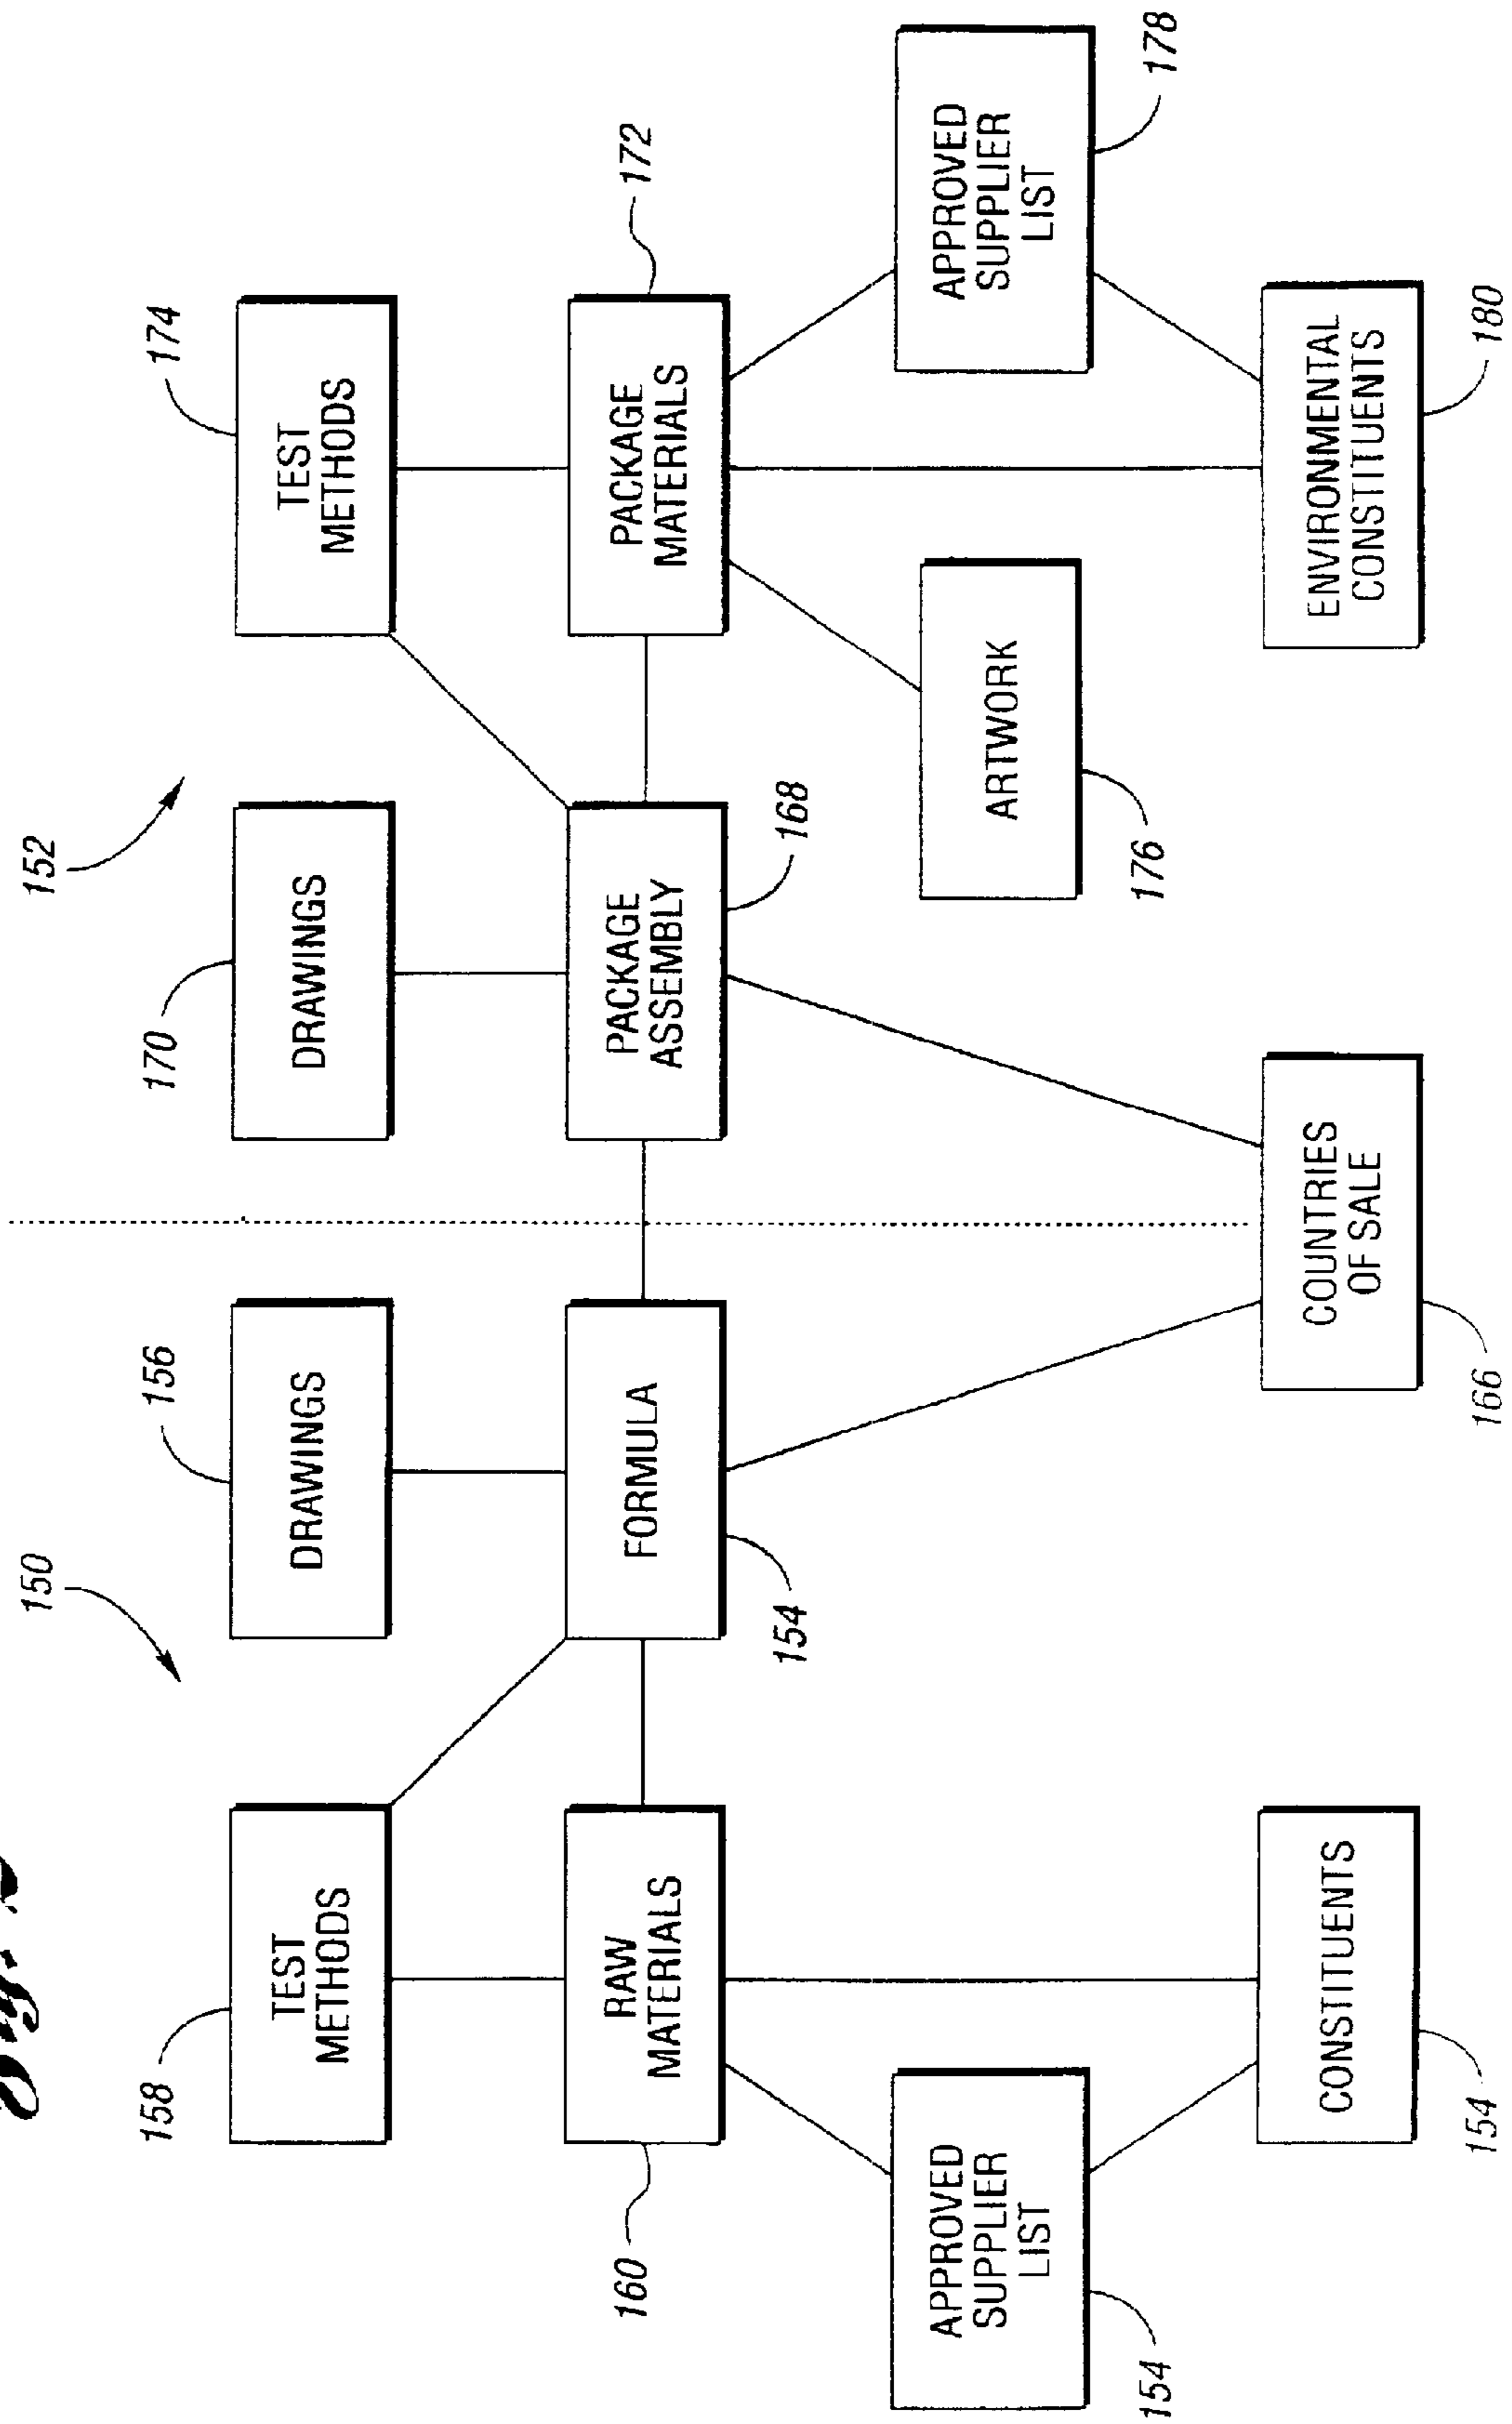 150
152
158
156
170
174
TEST
METHODS
DRAWINGS
DRAWINGS
TEST
METHODS
160
RAW
MATERIALS
FORMULA
PACKAGE
ASSEMBLY
PACKAGE
MATERIALS
172
154
168
APPROVED
SUPPLIER
LIST
ARTWORK
APPROVED
SUPPLIER
LIST
154
176
178
CONSTITUENTS
COUNTRIES
OF SALE
ENVIRONMENTAL
CONSTITUENTS
154
166
180